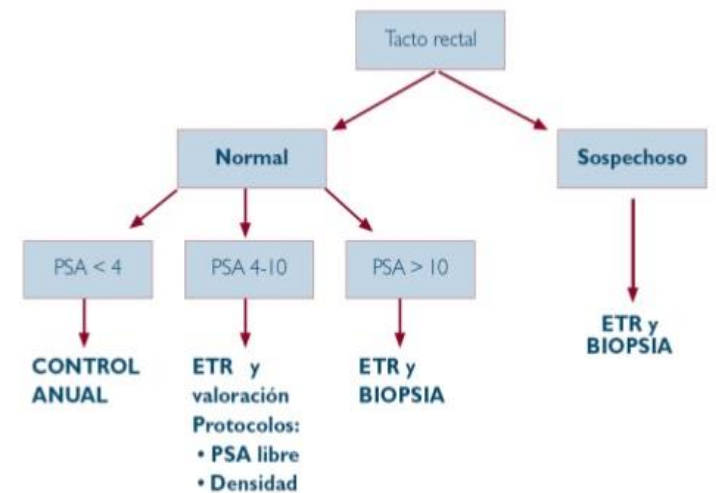 Tacto rectal
Normal
Sospechoso
PSA < 4
PSA 4-10
PSA > 10
CONTROL
ANUAL
ETR y
valoración
Protocolos:
• PSA libre
• Densidad
ETR y
BIOPSIA
ETR y
BIOPSIA